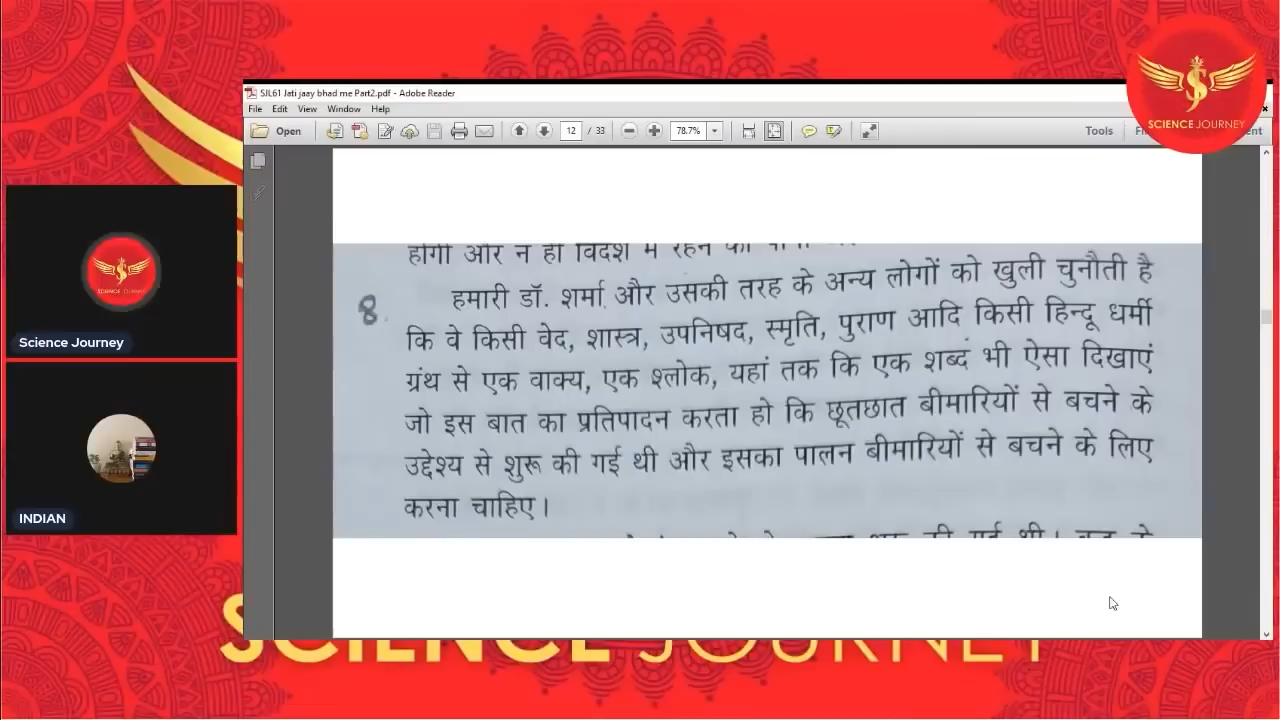 SCIENCE JOURNEY
SJL61 Jati jaay bhad me Part2.pdf - Adobe Reader
File Edit View Window Help
Open 12 / 33 78.7% Tools
Science Journey
INDIAN
होगी और न ही विदेश में रहने की
8.
हमारी डॉ. शर्मा और उसकी तरह के अन्य लोगों को खुली चुनौती है
कि वे किसी वेद, शास्त्र, उपनिषद, स्मृति, पुराण आदि किसी हिन्दू धर्मी
ग्रंथ से एक वाक्य, एक श्लोक, यहां तक कि एक शब्द भी ऐसा दिखाएं
जो इस बात का प्रतिपादन करता हो कि छूतछात बीमारियों से बचने के
उद्देश्य से शुरू की गई थी और इसका पालन बीमारियों से बचने के लिए
करना चाहिए।
SCIENCE JOURNEY